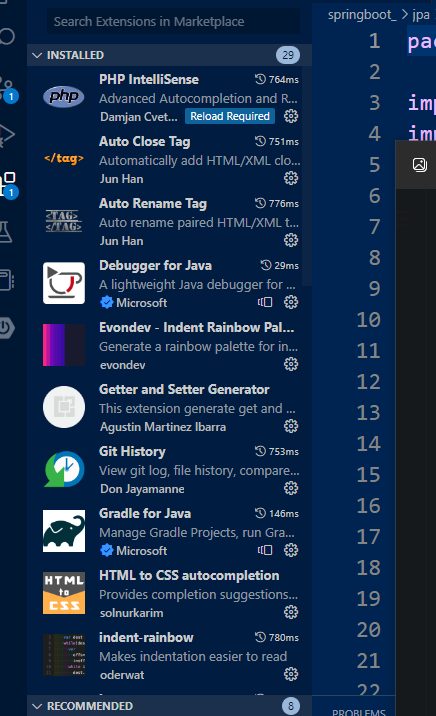 Search Extensions in Marketplace
springboot_ > jpa
INSTALLED 29
PHP IntelliSense 764ms
Advanced Autocompletion and R...
Damjan Cvet... Reload Required
Auto Close Tag 751ms
Automatically add HTML/XML clo...
Jun Han
Auto Rename Tag 776ms
Auto rename paired HTML/XML t...
Jun Han
Debugger for Java 29ms
A lightweight Java debugger for ...
Microsoft
Evondev - Indent Rainbow Pal...
Generate a rainbow palette for in...
evondev
Getter and Setter Generator
This extension generate get and ...
Agustin Martinez Ibarra
Git History 753ms
View git log, file history, compare...
Don Jayamanne
Gradle for Java 146ms
Manage Gradle Projects, run Gra...
Microsoft
HTML to CSS autocompletion
Provides completion suggestions...
solnurkarim
indent-rainbow 780ms
Makes indentation easier to read
oderwat
RECOMMENDED 8
php
</tag>
<TAG>
</TAG>
HTML
to
CSS
1
1
1 pac
2
3 imp
4 imp
5
6
7
8
9
10
11
12
13
14
15
16
17
18
19
20
21
22
PROBLEMS